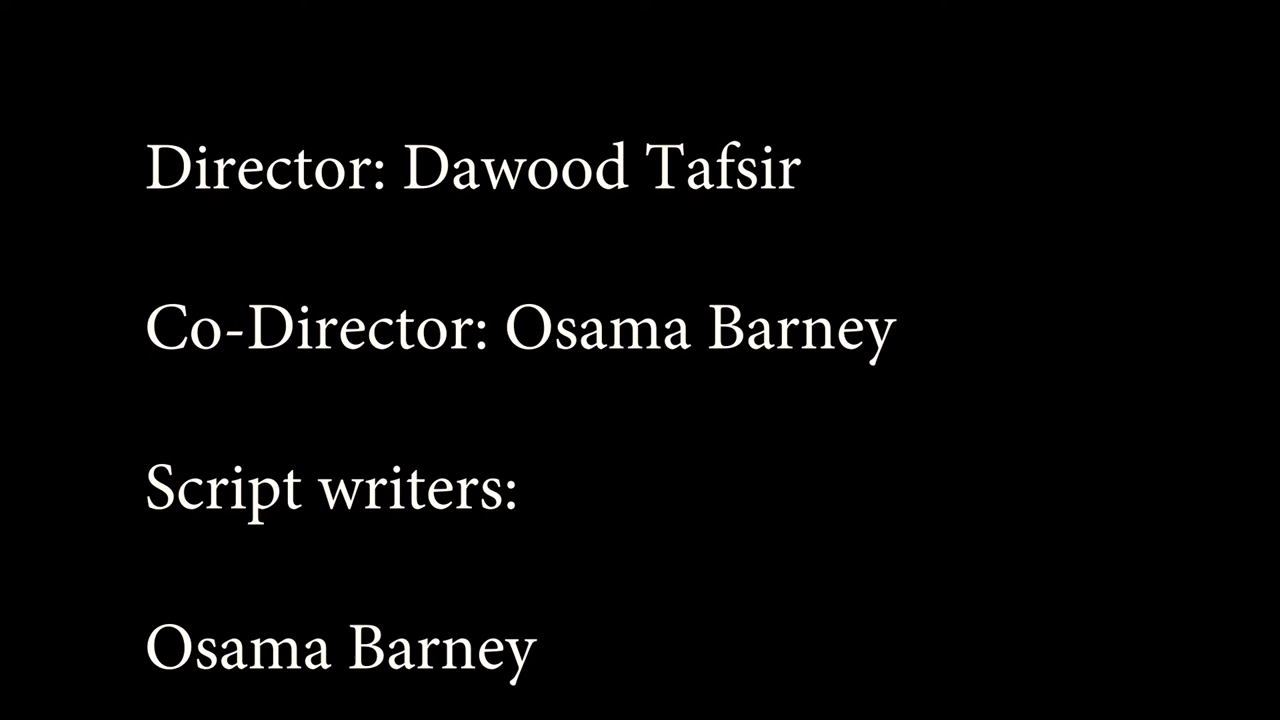 Director: Dawood Tafsir
Co-Director: Osama Barney
Script writers:
Osama Barney